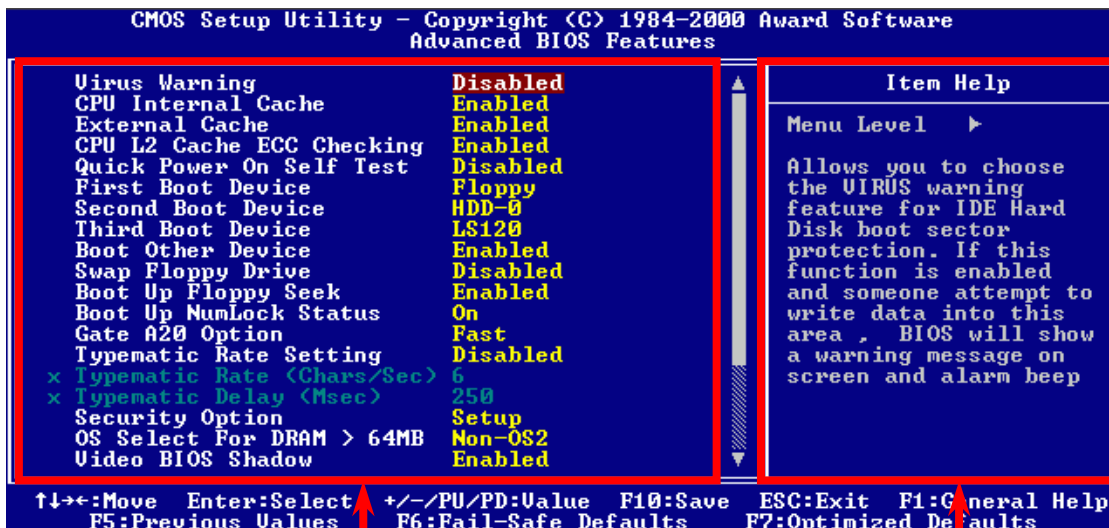 CMOS Setup Utility - Copyright (C) 1984-2000 Award Software
Advanced BIOS Features
Virus Warning Disabled
CPU Internal Cache Enabled
External Cache Enabled
CPU L2 Cache ECC Checking Enabled
Quick Power On Self Test Disabled
First Boot Device Floppy
Second Boot Device HDD-0
Third Boot Device LS120
Boot Other Device Enabled
Swap Floppy Drive Disabled
Boot Up Floppy Seek Enabled
Boot Up NumLock Status On
Gate A20 Option Fast
Typematic Rate Setting Disabled
x Typematic Rate (Chars/Sec) 6
x Typematic Delay (Msec) 250
Security Option Setup
OS Select For DRAM > 64MB Non-OS2
Video BIOS Shadow Enabled
Item Help
Menu Level ►
Allows you to choose
the VIRUS warning
feature for IDE Hard
Disk boot sector
protection. If this
function is enabled
and someone attempt to
write data into this
area , BIOS will show
a warning message on
screen and alarm beep
↑↓→←:Move Enter:Select +/-/PU/PD:Value F10:Save ESC:Exit F1:General Help
F5:Previous Values F6:Fail-Safe Defaults F7:Optimized Defaults